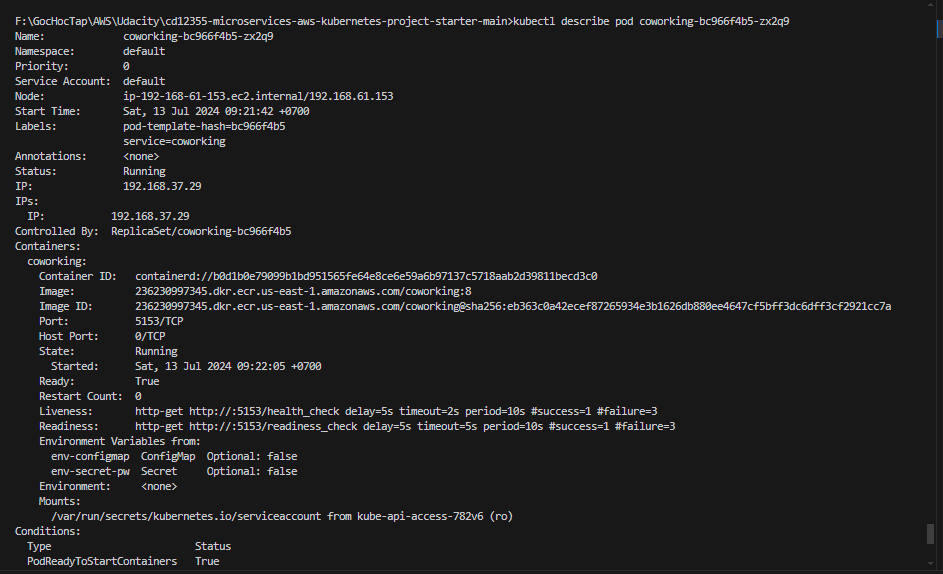 F:\GocHocTap\AWS\Udacity\cd12355-microservices-aws-kubernetes-project-starter-main>kubectl describe pod coworking-bc966f4b5-zx2q9
Name:             coworking-bc966f4b5-zx2q9
Namespace:        default
Priority:         0
Service Account:  default
Node:             ip-192-168-61-153.ec2.internal/192.168.61.153
Start Time:       Sat, 13 Jul 2024 09:21:42 +0700
Labels:           pod-template-hash=bc966f4b5
                  service=coworking
Annotations:      <none>
Status:           Running
IP:               192.168.37.29
IPs:
  IP:           192.168.37.29
Controlled By:  ReplicaSet/coworking-bc966f4b5
Containers:
  coworking:
    Container ID:   containerd://b0d1b0e79099b1bd951565fe64e8ce6e59a6b97137c5718aab2d39811becd3c0
    Image:          236230997345.dkr.ecr.us-east-1.amazonaws.com/coworking:8
    Image ID:       236230997345.dkr.ecr.us-east-1.amazonaws.com/coworking@sha256:eb363c0a42ecef87265934e3b1626db880ee4647cf5bff3dc6dff3cf2921cc7a
    Port:           5153/TCP
    Host Port:      0/TCP
    State:          Running
      Started:      Sat, 13 Jul 2024 09:22:05 +0700
    Ready:          True
    Restart Count:  0
    Liveness:       http-get http://:5153/health_check delay=5s timeout=2s period=10s #success=1 #failure=3
    Readiness:      http-get http://:5153/readiness_check delay=5s timeout=5s period=10s #success=1 #failure=3
    Environment Variables from:
      env-configmap  ConfigMap  Optional: false
      env-secret-pw  Secret     Optional: false
    Environment:     <none>
    Mounts:
      /var/run/secrets/kubernetes.io/serviceaccount from kube-api-access-782v6 (ro)
Conditions:
  Type                        Status
  PodReadyToStartContainers   True